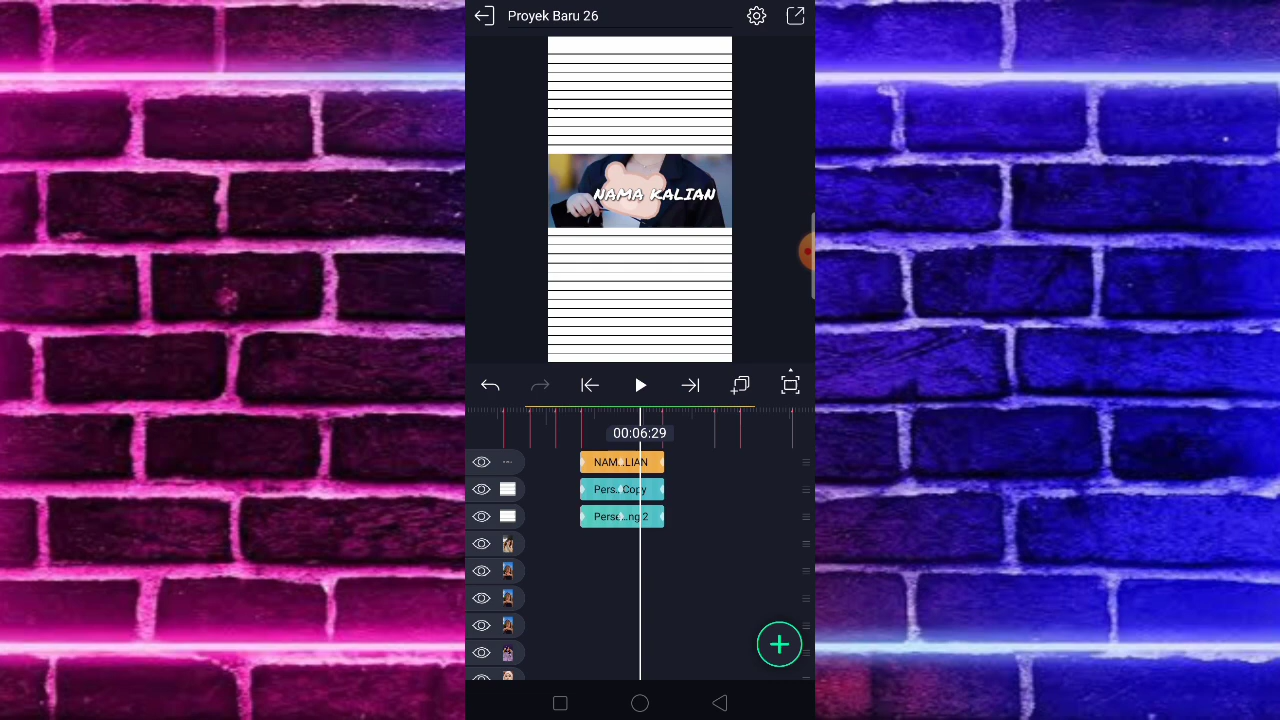 Proyek Baru 26
NAMA KALIAN
00:06:29
NAM...LIAN
Pers...Copy
Perse...ng 2